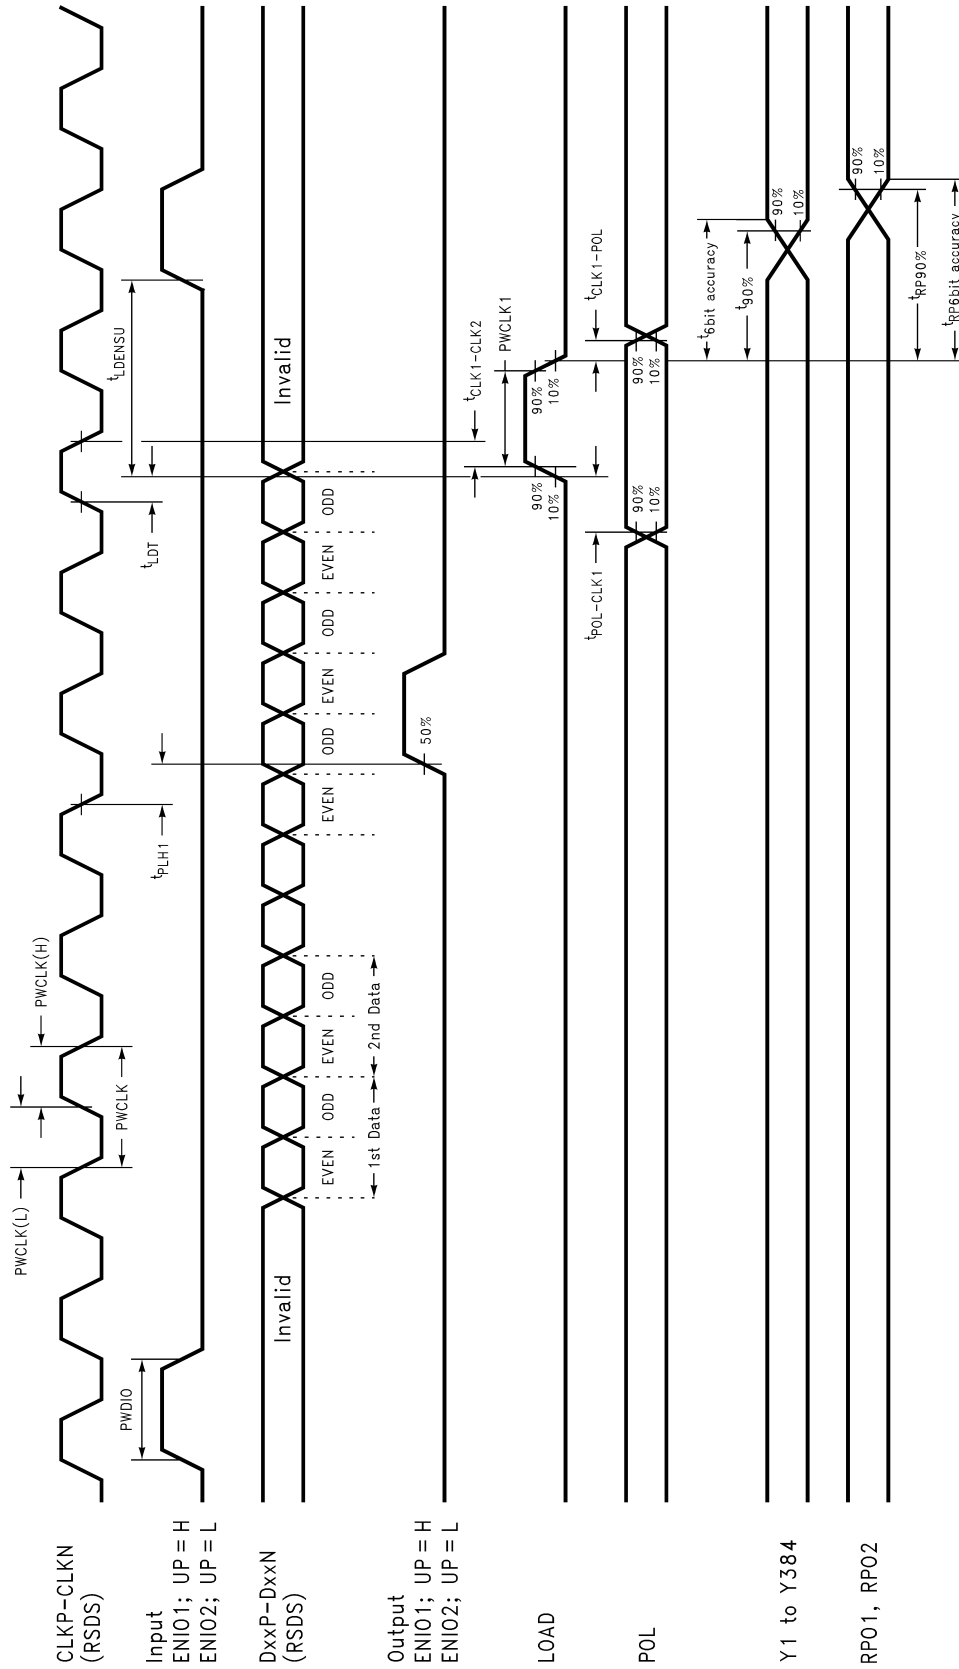 CLKP-CLKN
(RSDS)
PWCLK(L)
PWCLK(H)
PWCLK
Input
ENIO1; UP = H
ENIO2; UP = L
PWDIO
tPLH1
tLDT
tLDENSU
DxxP-DxxN
(RSDS)
Invalid
Invalid
EVEN
ODD
EVEN
ODD
EVEN
ODD
EVEN
ODD
EVEN
ODD
1st Data
2nd Data
Output
ENIO1; UP = H
ENIO2; UP = L
50%
tCLK1-CLK2
PWCLK1
LOAD
90%
10%
90%
10%
tPOL-CLK1
tCLK1-POL
POL
90%
10%
90%
10%
t6bit accuracy
t90%
Y1 to Y384
90%
10%
RPO1, RPO2
90%
10%
tRP90%
tRP6bit accuracy